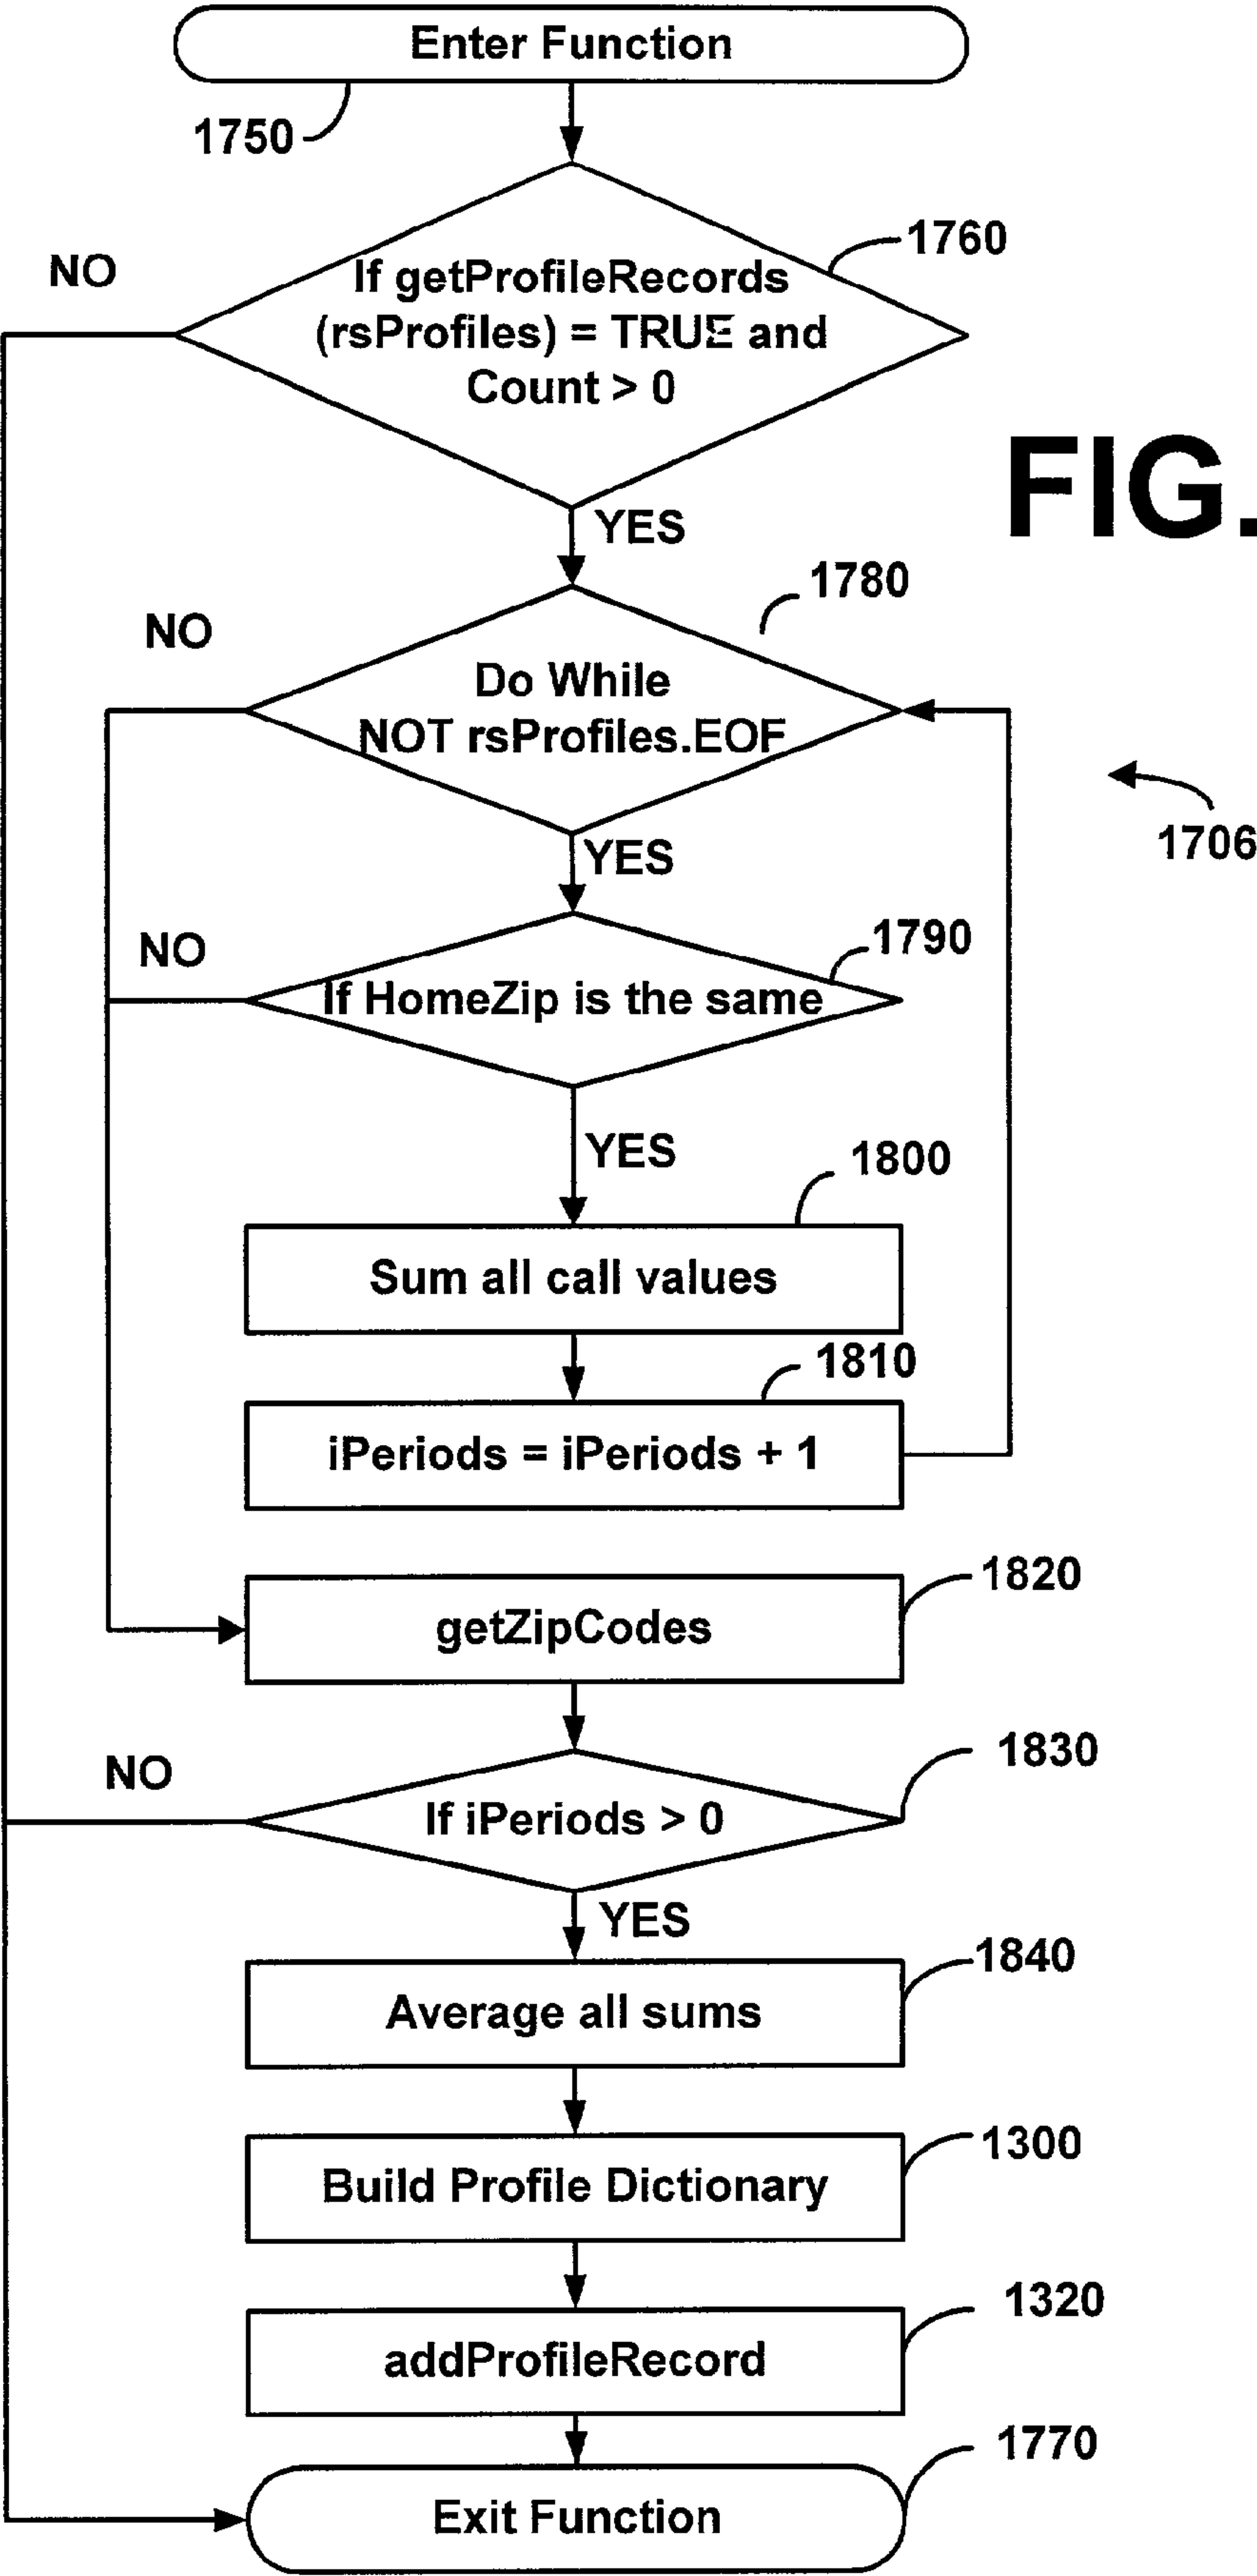 Enter Function
1750
1760
NO
If getProfileRecords
(rsProfiles) = TRUE and
Count > 0
FIG.
YES
1780
NO
Do While
NOT rsProfiles.EOF
1706
YES
1790
NO
If HomeZip is the same
YES
1800
Sum all call values
1810
iPeriods = iPeriods + 1
1820
getZipCodes
1830
NO
If iPeriods > 0
YES
1840
Average all sums
1300
Build Profile Dictionary
1320
addProfileRecord
1770
Exit Function